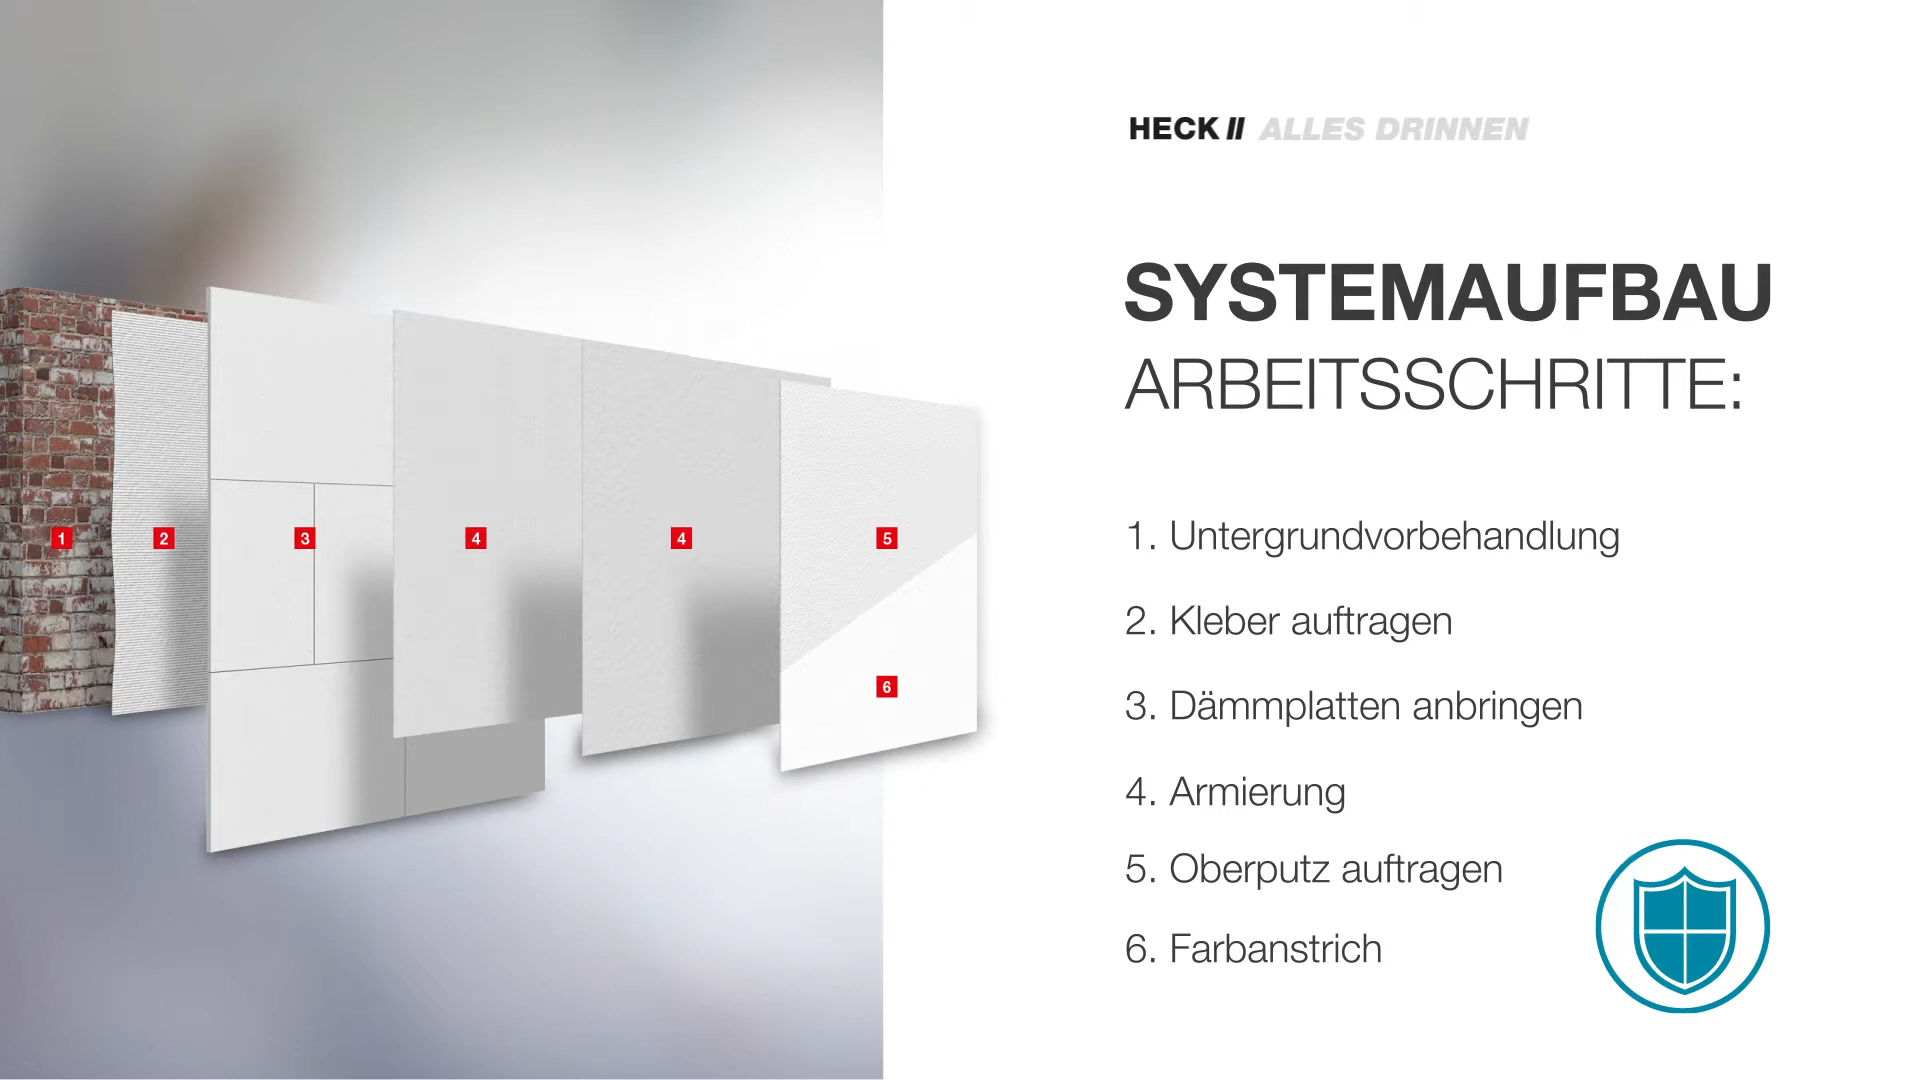 HECK // ALLES DRINNEN
SYSTEMAUFBAU
ARBEITSSCHRITTE:
1. Untergrundvorbehandlung
2. Kleber auftragen
3. Dämmplatten anbringen
4. Armierung
5. Oberputz auftragen
6. Farbanstrich
1 2 3 4 4 5
6